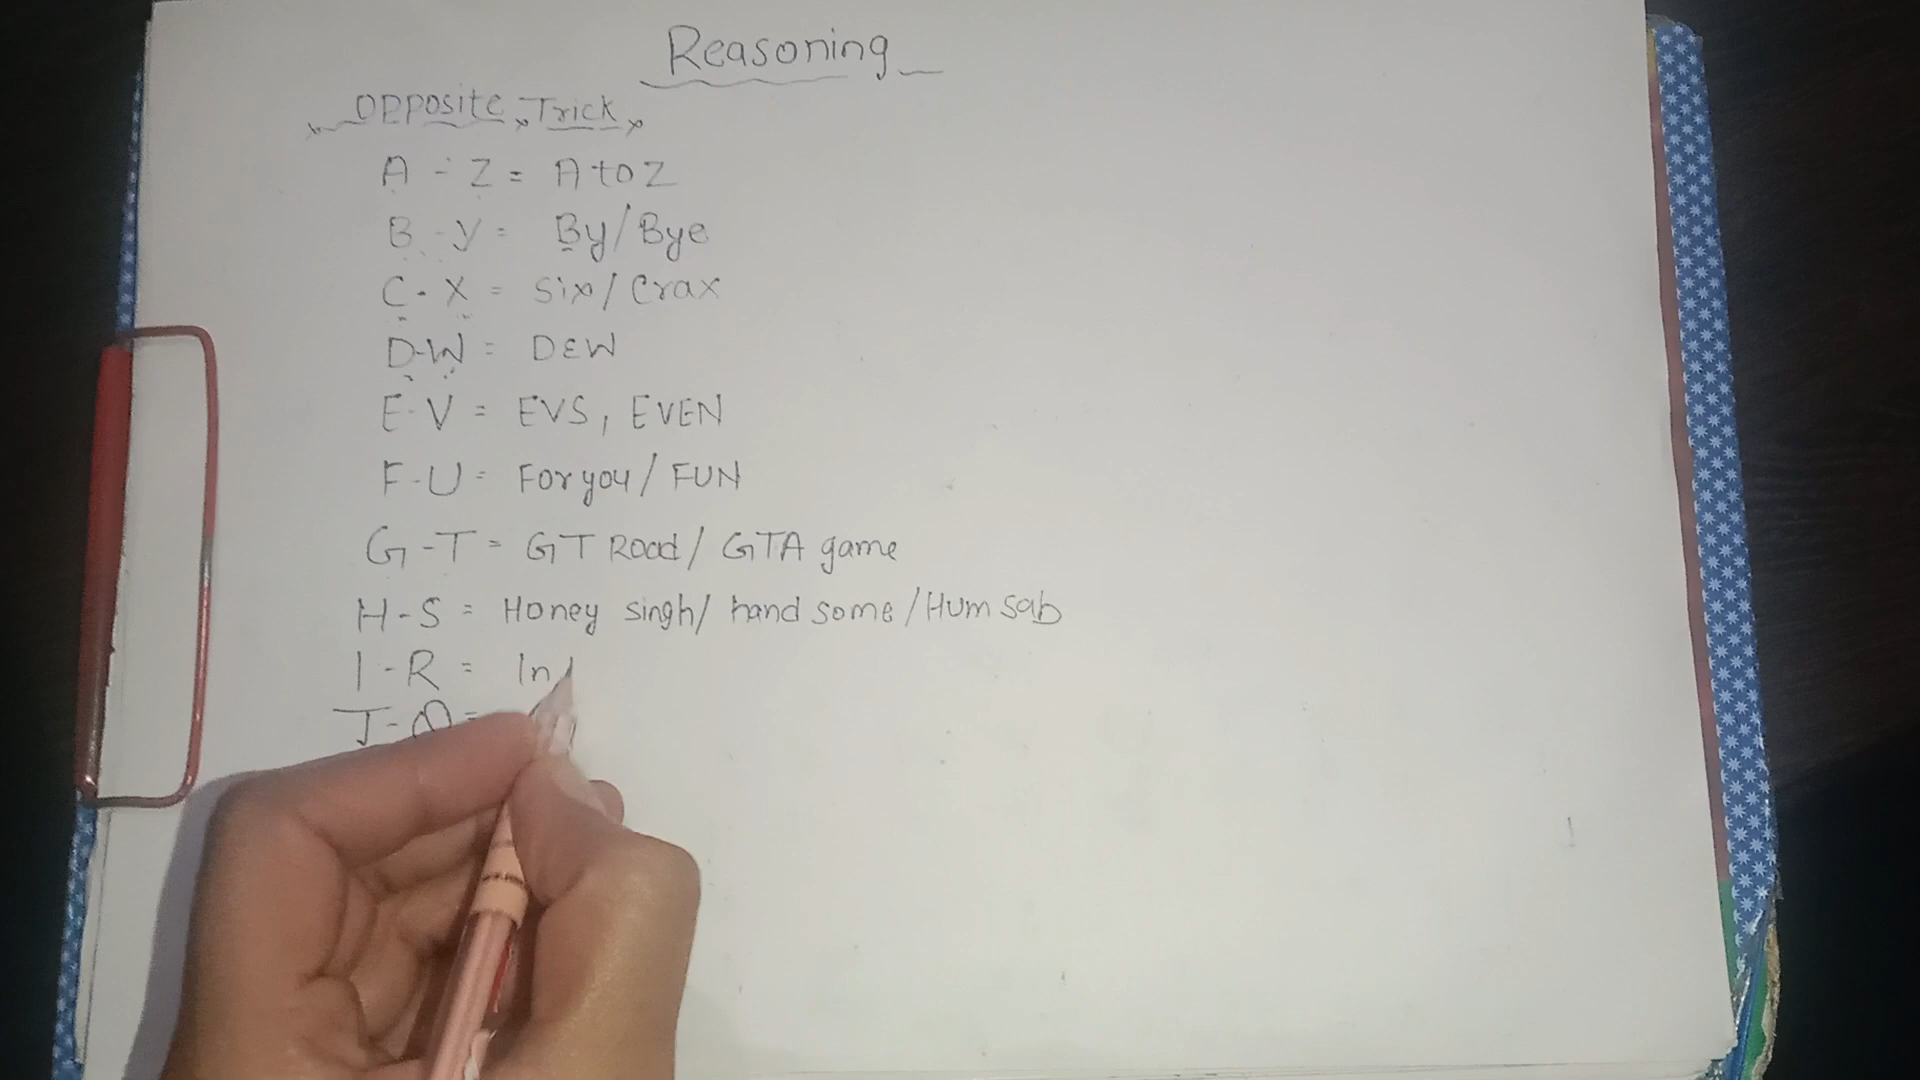 Reasoning
Opposite Trick
A - Z = A to Z
B - y = By/Bye
C - X = Six/Crax
D-W = DEW
E-V = EVS, EVEN
F-U = For you/ FUN
G-T = GT Road/ GTA game
H-S = Honey singh/ hand some /Hum sab
I-R = In
J-Q =